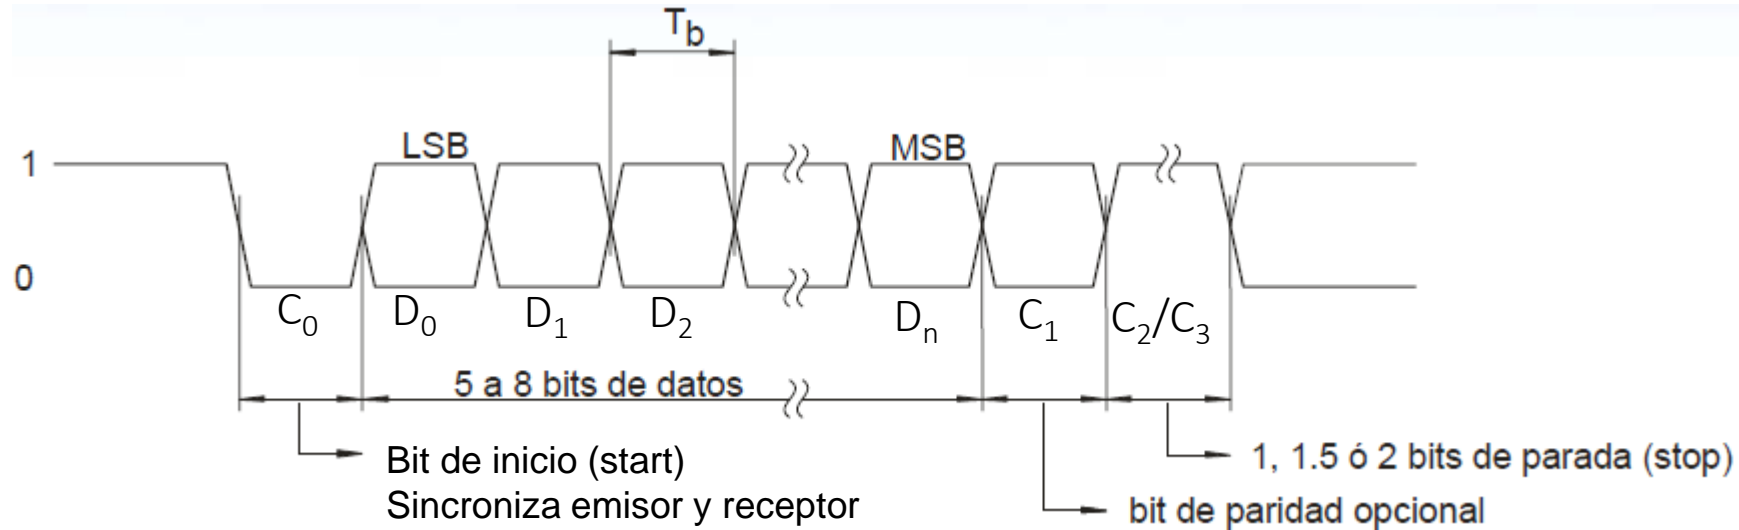 T_b
LSB MSB
1
0
C_0 D_0 D_1 D_2 D_n C_1 C_2/C_3
5 a 8 bits de datos
Bit de inicio (start)
Sincroniza emisor y receptor
1, 1.5 ó 2 bits de parada (stop)
bit de paridad opcional